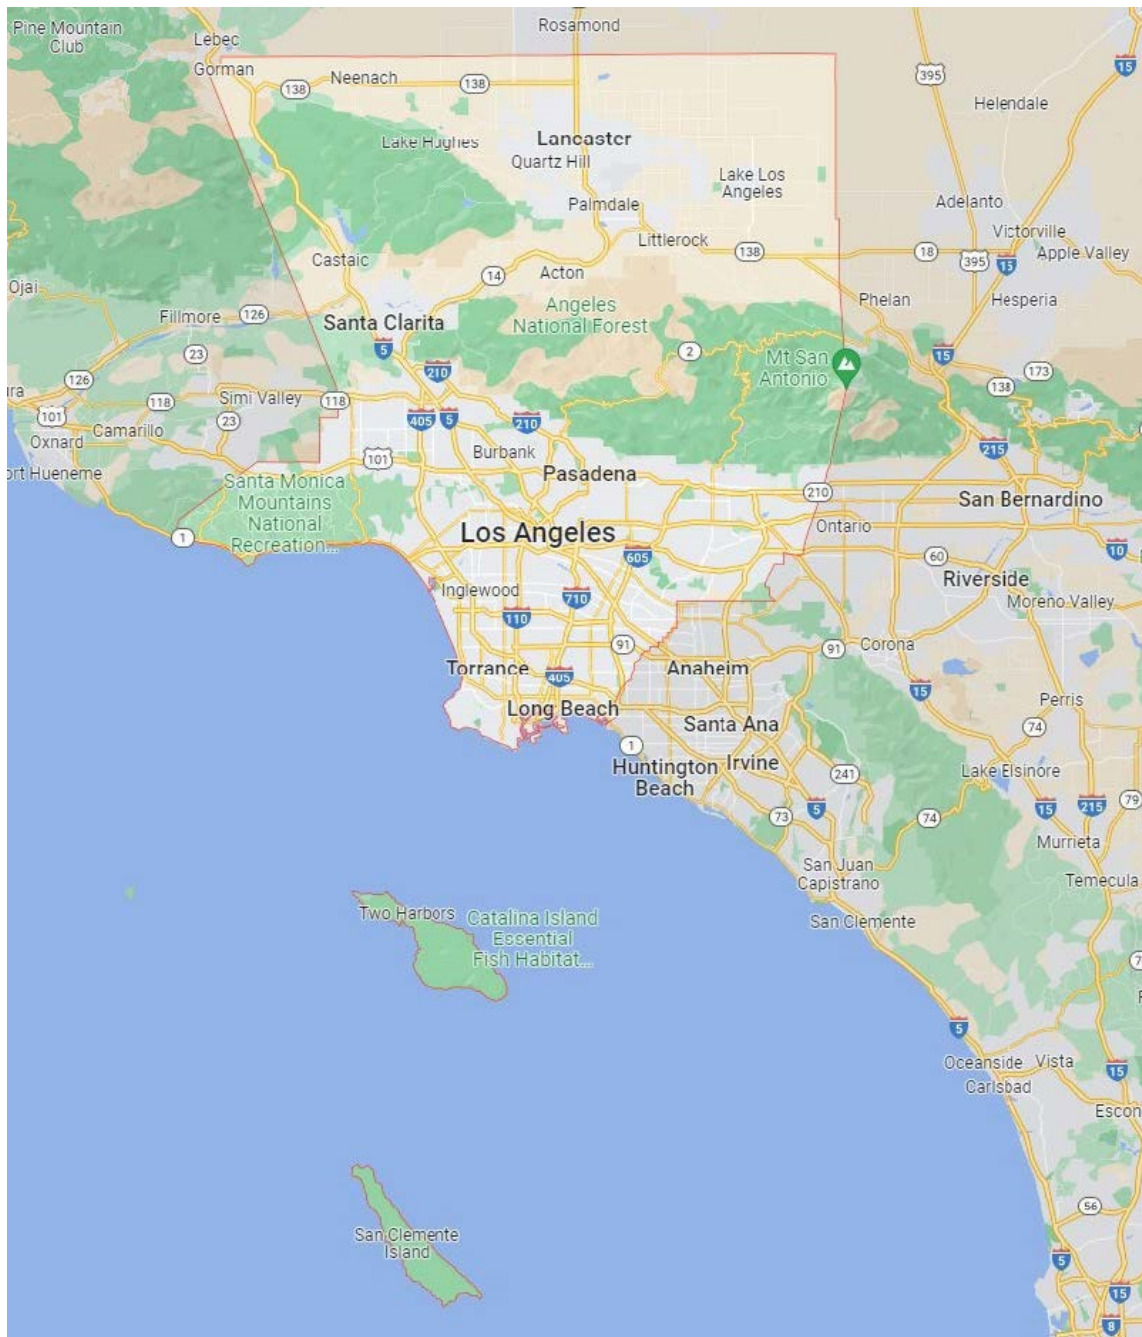 Rosamond
Pine Mountain
Club
Lebec
Gorman
Neenach
138
138
395
15
Helendale
Lake Hughes
Lancaster
Quartz Hill
Lake Los
Angeles
Palmdale
Adelanto
Littlerock
Victorville
138
18
395
15
Apple Valley
Castaic
14
Acton
Ojai
Fillmore
126
Santa Clarita
Angeles
National Forest
Phelan
Hesperia
23
5
210
2
Mt San
Antonio
15
138
173
126
118
Simi Valley
118
101
23
Camarillo
Oxnard
405
5
210
215
101
Burbank
ort Hueneme
Santa Monica
Mountains
National
Recreation...
Pasadena
210
San Bernardino
1
Los Angeles
605
Ontario
60
10
Inglewood
710
110
Riverside
Moreno Valley
91
91
Corona
Torrance
405
Anaheim
15
Perris
Long Beach
Santa Ana
74
1
Huntington
Beach
Irvine
241
Lake Elsinore
73
5
74
15
215
79
Murrieta
San Juan
Capistrano
Temecula
San Clemente
Two Harbors
Catalina Island
Essential
Fish Habitat...
5
Oceanside
Vista
15
Carlsbad
Escon
56
San Clemente
Island
5
15
8